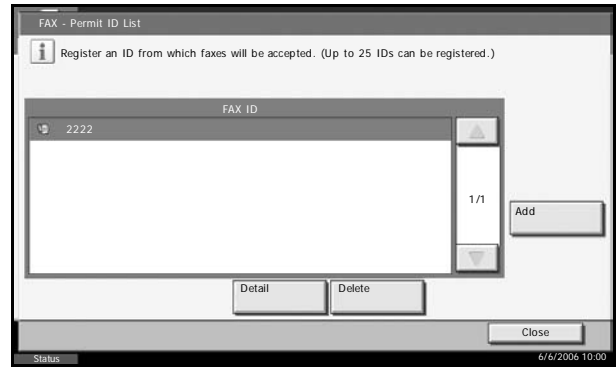 FAX - Permit ID List
Register an ID from which faxes will be accepted. (Up to 25 IDs can be registered.)
FAX ID
2222
1/1
Add
Detail
Delete
Close
Status
6/6/2006 10:00